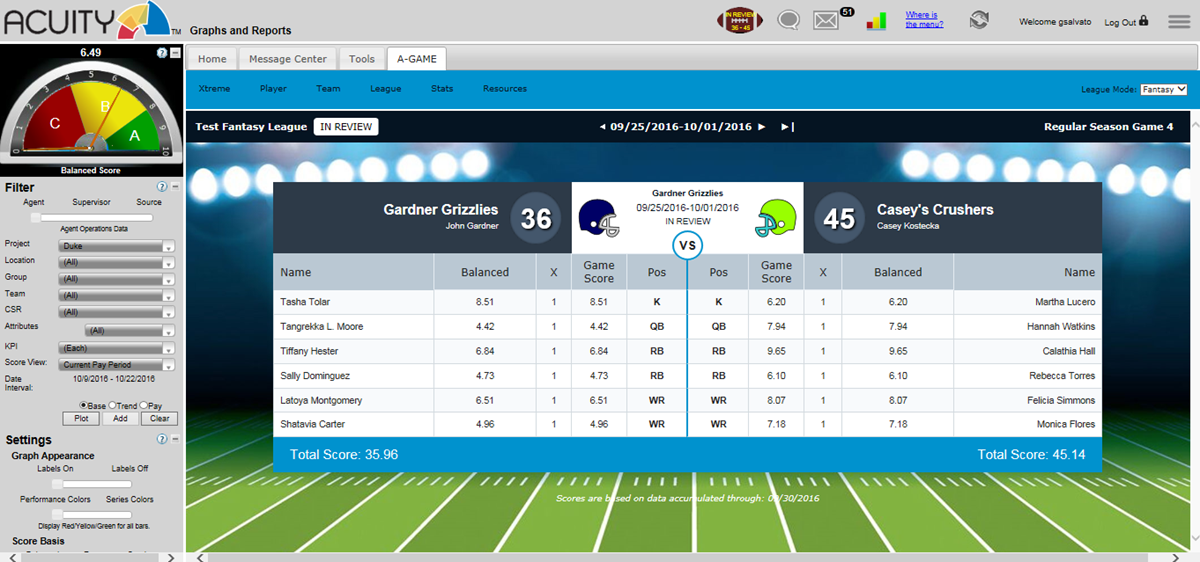 ACUITY TM
Graphs and Reports
IN REVIEW
36 - 45
51
Where is
the menu?
Welcome gsalvato
Log Out
6.49
0 1 2 3 4 5 6 7 8 9 10
C B A
Balanced Score
Filter
Agent Supervisor Source
Agent Operations Data
Project Duke
Location (All)
Group (All)
Team (All)
CSR (All)
Attributes (All)
KPI (Each)
Score View: Current Pay Period
Date
Interval: 10/9/2016 - 10/22/2016
Base Trend Pay
Plot Add Clear
Settings
Graph Appearance
Labels On Labels Off
Performance Colors Series Colors
Display Red/Yellow/Green for all bars.
Score Basis
Home Message Center Tools A-GAME
Xtreme Player Team League Stats Resources
League Mode: Fantasy
Test Fantasy League IN REVIEW
09/25/2016-10/01/2016
Regular Season Game 4
Gardner Grizzlies
John Gardner
36
Gardner Grizzlies
09/25/2016-10/01/2016
IN REVIEW
VS
45
Casey's Crushers
Casey Kostecka
Name Balanced X Game Score Pos Pos Game Score X Balanced Name
Tasha Tolar 8.51 1 8.51 K K 6.20 1 6.20 Martha Lucero
Tangrekka L. Moore 4.42 1 4.42 QB QB 7.94 1 7.94 Hannah Watkins
Tiffany Hester 6.84 1 6.84 RB RB 9.65 1 9.65 Calathia Hall
Sally Dominguez 4.73 1 4.73 RB RB 6.10 1 6.10 Rebecca Torres
Latoya Montgomery 6.51 1 6.51 WR WR 8.07 1 8.07 Felicia Simmons
Shatavia Carter 4.96 1 4.96 WR WR 7.18 1 7.18 Monica Flores
Total Score: 35.96 Total Score: 45.14
Scores are based on data accumulated through: 09/30/2016